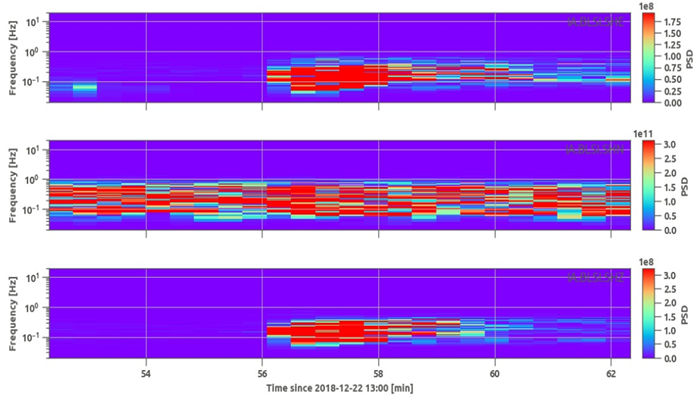 1e8
10¹
10⁰
10⁻¹
Frequency [Hz]
1.75
1.50
1.25
1.00
0.75
0.50
0.25
0.00
PSD
1e11
10¹
10⁰
10⁻¹
Frequency [Hz]
3.0
2.5
2.0
1.5
1.0
0.5
0.0
PSD
1e8
10¹
10⁰
10⁻¹
Frequency [Hz]
3.0
2.5
2.0
1.5
1.0
0.5
0.0
PSD
54 56 58 60 62
Time since 2018-12-22 13:00 [min]